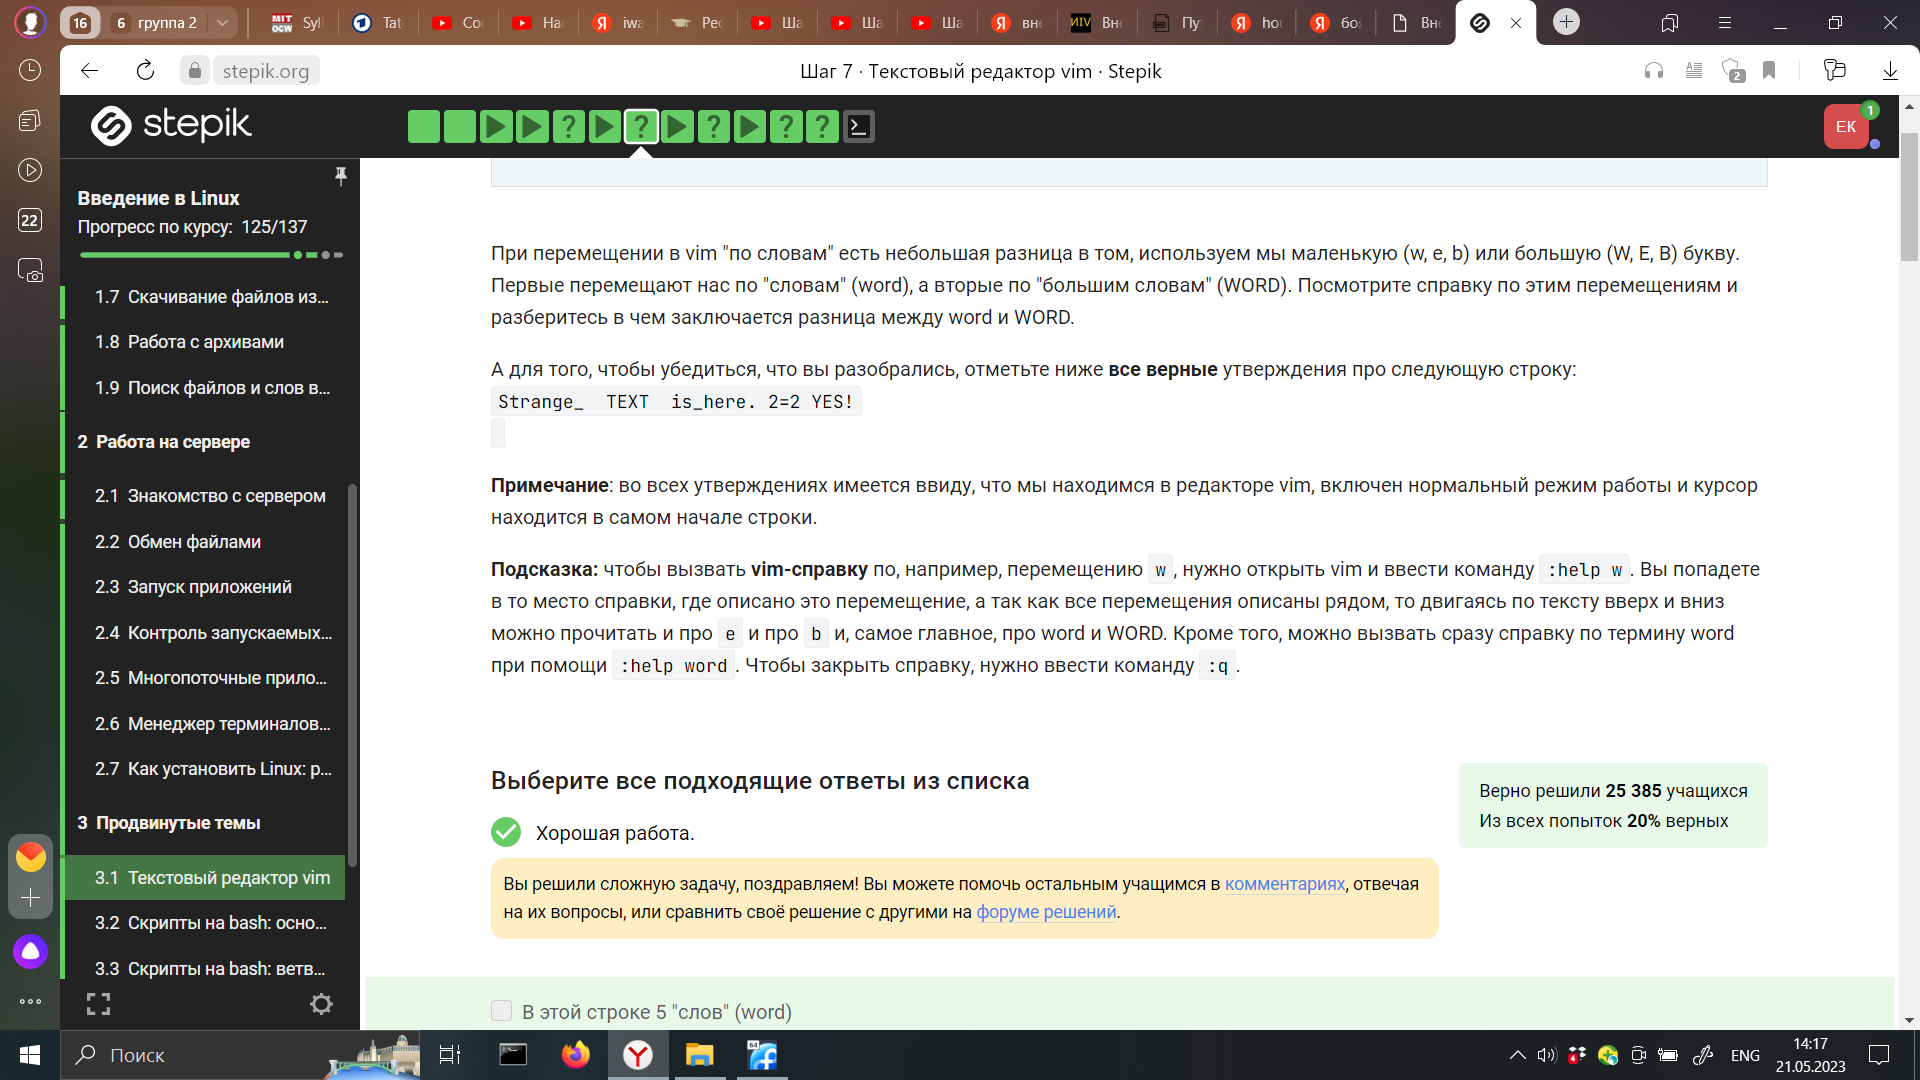 16
6 группа 2
MIT OCW Syll
Tat
Сос
На
iwa
Рес
Ша
Ша
Ша
вне
ИIV Вне
Пу
hou
боя
Вн
stepik.org
Шаг 7 · Текстовый редактор vim · Stepik
2
stepik
ЕК
1
22
Введение в Linux
Прогресс по курсу: 125/137
1.7 Скачивание файлов из...
1.8 Работа с архивами
1.9 Поиск файлов и слов в...
2 Работа на сервере
2.1 Знакомство с сервером
2.2 Обмен файлами
2.3 Запуск приложений
2.4 Контроль запускаемых...
2.5 Многопоточные прило...
2.6 Менеджер терминалов...
2.7 Как установить Linux: р...
3 Продвинутые темы
3.1 Текстовый редактор vim
3.2 Скрипты на bash: осно...
3.3 Скрипты на bash: ветв...
При перемещении в vim "по словам" есть небольшая разница в том, используем мы маленькую (w, e, b) или большую (W, E, B) букву.
Первые перемещают нас по "словам" (word), а вторые по "большим словам" (WORD). Посмотрите справку по этим перемещениям и
разберитесь в чем заключается разница между word и WORD.
А для того, чтобы убедиться, что вы разобрались, отметьте ниже все верные утверждения про следующую строку:
Strange_  TEXT  is_here. 2=2 YES!
Примечание: во всех утверждениях имеется ввиду, что мы находимся в редакторе vim, включен нормальный режим работы и курсор
находится в самом начале строки.
Подсказка: чтобы вызвать vim-справку по, например, перемещению w, нужно открыть vim и ввести команду :help w. Вы попадете
в то место справки, где описано это перемещение, а так как все перемещения описаны рядом, то двигаясь по тексту вверх и вниз
можно прочитать и про e и про b и, самое главное, про word и WORD. Кроме того, можно вызвать сразу справку по термину word
при помощи :help word. Чтобы закрыть справку, нужно ввести команду :q.
Выберите все подходящие ответы из списка
Верно решили 25 385 учащихся
Из всех попыток 20% верных
Хорошая работа.
Вы решили сложную задачу, поздравляем! Вы можете помочь остальным учащимся в комментариях, отвечая
на их вопросы, или сравнить своё решение с другими на форуме решений.
В этой строке 5 "слов" (word)
Поиск
64
4
ENG
14:17
21.05.2023